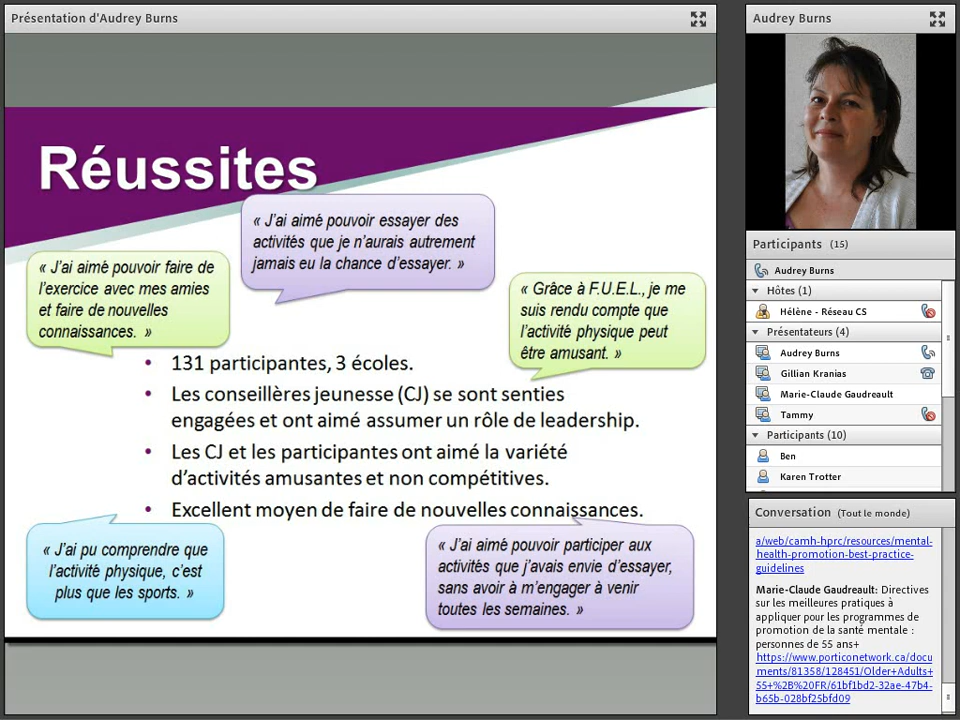 Présentation d'Audrey Burns
Réussites
« J'ai aimé pouvoir essayer des
activités que je n'aurais autrement
jamais eu la chance d'essayer. »
« J'ai aimé pouvoir faire de
l'exercice avec mes amies
et faire de nouvelles
connaissances. »
« Grâce à F.U.E.L., je me
suis rendu compte que
l'activité physique peut
être amusant. »
• 131 participantes, 3 écoles.
• Les conseillères jeunesse (CJ) se sont senties
engagées et ont aimé assumer un rôle de leadership.
• Les CJ et les participantes ont aimé la variété
d'activités amusantes et non compétitives.
• Excellent moyen de faire de nouvelles connaissances.
« J'ai pu comprendre que
l'activité physique, c'est
plus que les sports. »
« J'ai aimé pouvoir participer aux
activités que j'avais envie d'essayer,
sans avoir à m'engager à venir
toutes les semaines. »
Audrey Burns
Participants (15)
Audrey Burns
Hôtes (1)
Hélène - Réseau CS
Présentateurs (4)
Audrey Burns
Gillian Kranias
Marie-Claude Gaudreault
Tammy
Participants (10)
Ben
Karen Trotter
Conversation (Tout le monde)
a/web/camh-hprc/resources/mental-
health-promotion-best-practice-
guidelines
Marie-Claude Gaudreault: Directives
sur les meilleures pratiques à
appliquer pour les programmes de
promotion de la santé mentale :
personnes de 55 ans+
https://www.porticonetwork.ca/docu
ments/81358/128451/Older+Adults+
55+%2B%20FR/61bf1bd2-32ae-47b4-
b65b-028bf25bfd09